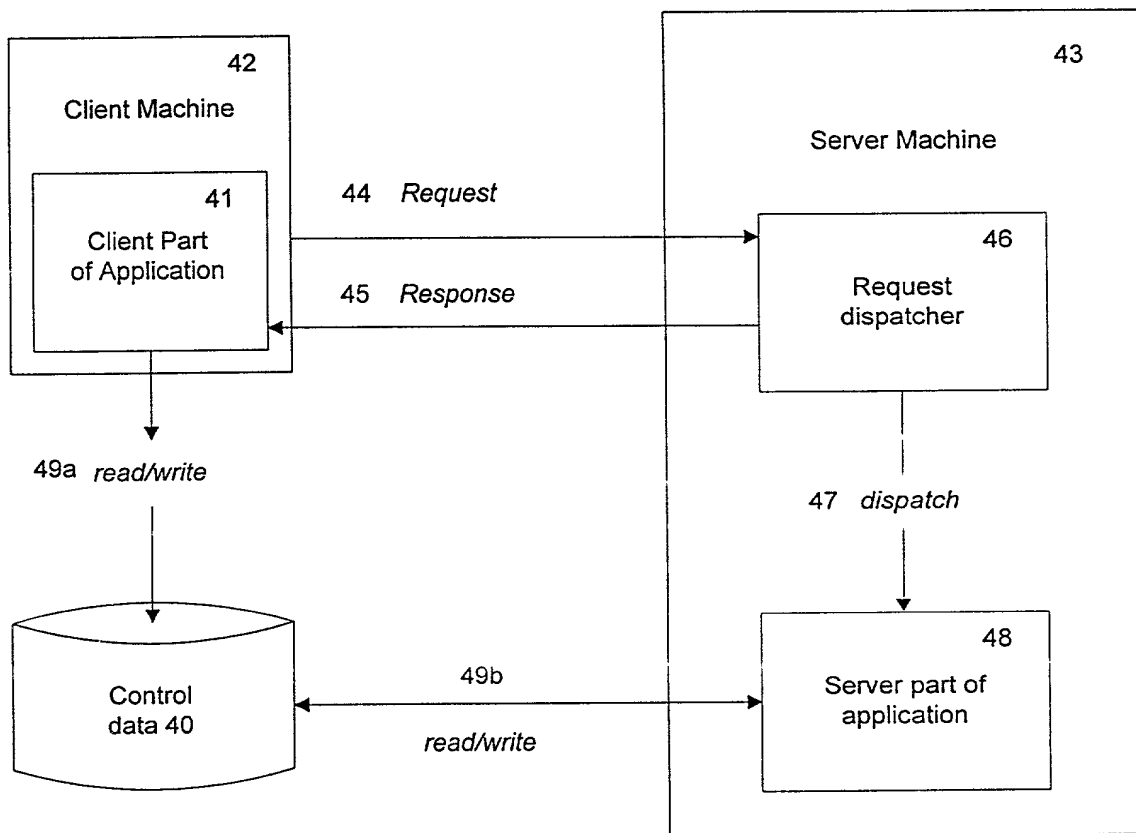 42
Client Machine
41
Client Part
of Application
44 Request
45 Response
43
Server Machine
46
Request
dispatcher
49a read/write
47 dispatch
Control
data 40
49b
read/write
48
Server part of
application